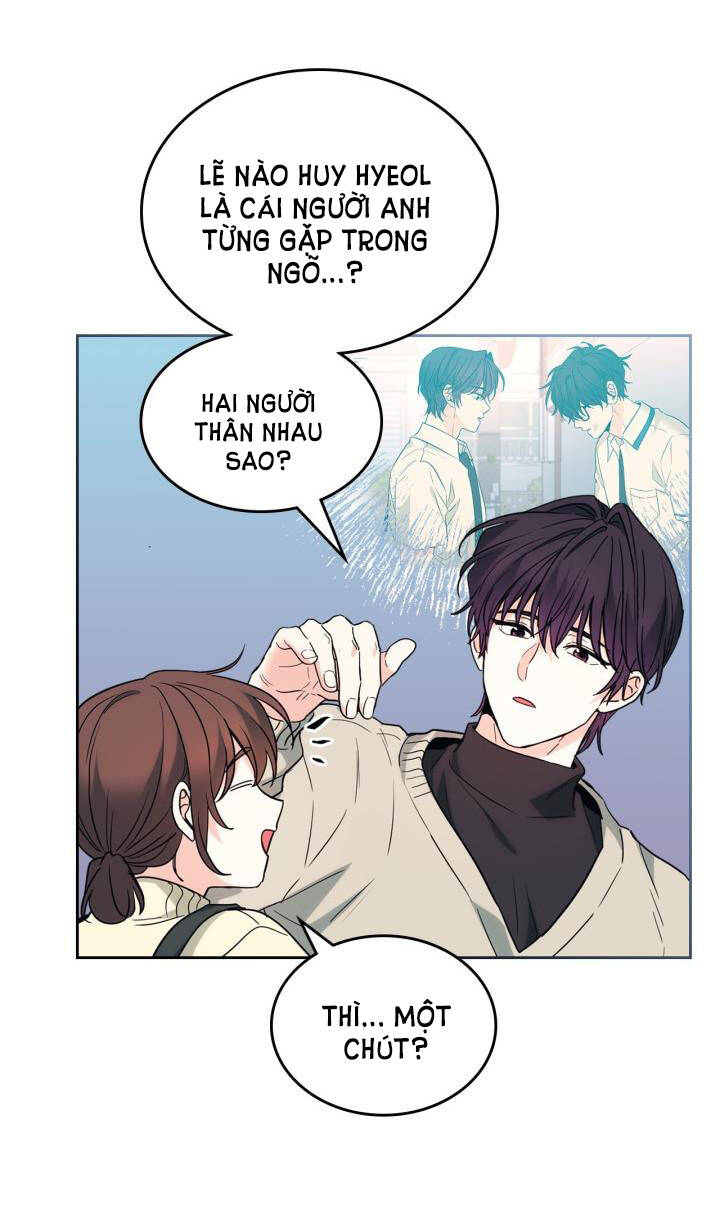 LẼ NÀO HUY HYEOL
LÀ CÁI NGƯỜI ANH
TỪNG GẶP TRONG
NGÕ...?
HAI NGƯỜI
THÂN NHAU
SAO?
THÌ... MỘT
CHÚT?